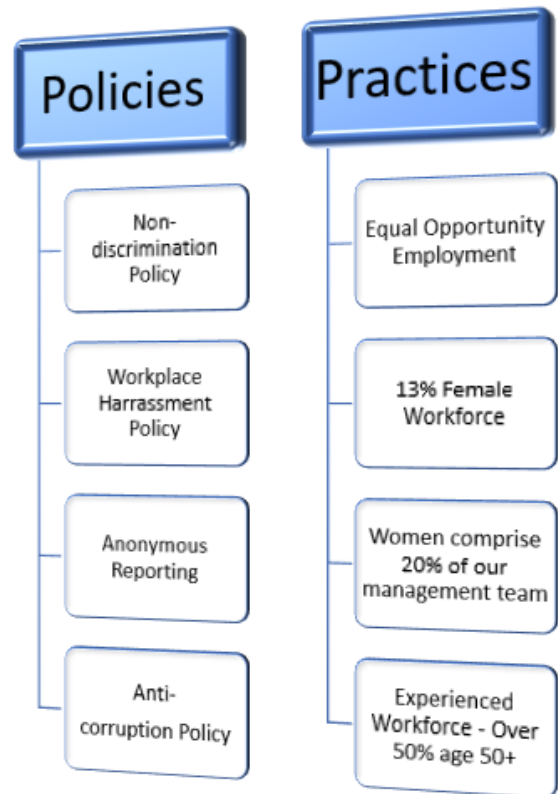 Policies
Non-
discrimination
Policy
Workplace
Harrassment
Policy
Anonymous
Reporting
Anti-
corruption Policy
Practices
Equal Opportunity
Employment
13% Female
Workforce
Women comprise
20% of our
management team
Experienced
Workforce - Over
50% age 50+